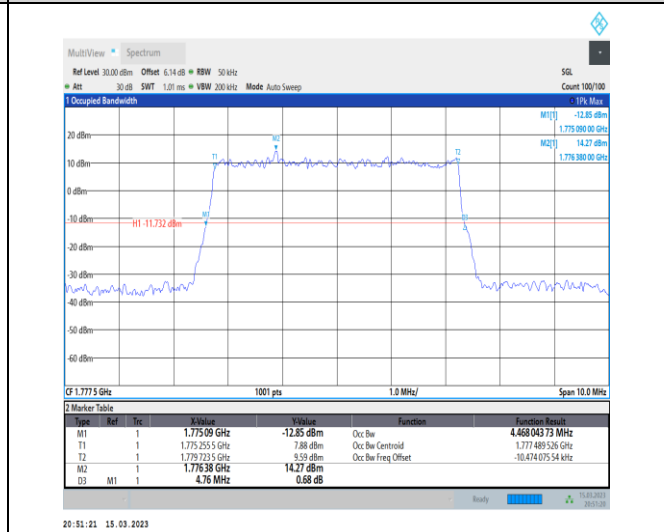 MultiView Spectrum
Ref Level 30.00 dBm Offset 6.14 dB RBW 50 kHz SGL
Att 30 dB SWT 1.01 ms VBW 200 kHz Mode Auto Sweep Count 100/100
1 Occupied Bandwidth 1Pk Max
M1[1] -12.85 dBm
1.775 090 00 GHz
M2[1] 14.27 dBm
1.776 380 00 GHz
20 dBm
M2
T1
T2
10 dBm
0 dBm
-10 dBm
M1
H1 -11.732 dBm
-20 dBm
-30 dBm
-40 dBm
-50 dBm
-60 dBm
CF 1.777 5 GHz 1001 pts 1.0 MHz/ Span 10.0 MHz
2 Marker Table
Type Ref Trc X-Value Y-Value Function Function Result
M1 1 1.77509 GHz -12.85 dBm Occ Bw 4.468 043 73 MHz
T1 1 1.775 255 5 GHz 7.88 dBm Occ Bw Centroid 1.777 489 526 GHz
T2 1 1.779 723 5 GHz 9.59 dBm Occ Bw Freq Offset -10.474 075 54 kHz
M2 1 1.77638 GHz 14.27 dBm
D3 M1 1 4.76 MHz 0.68 dB
Ready 15.03.2023
20:51:20
20:51:21 15.03.2023